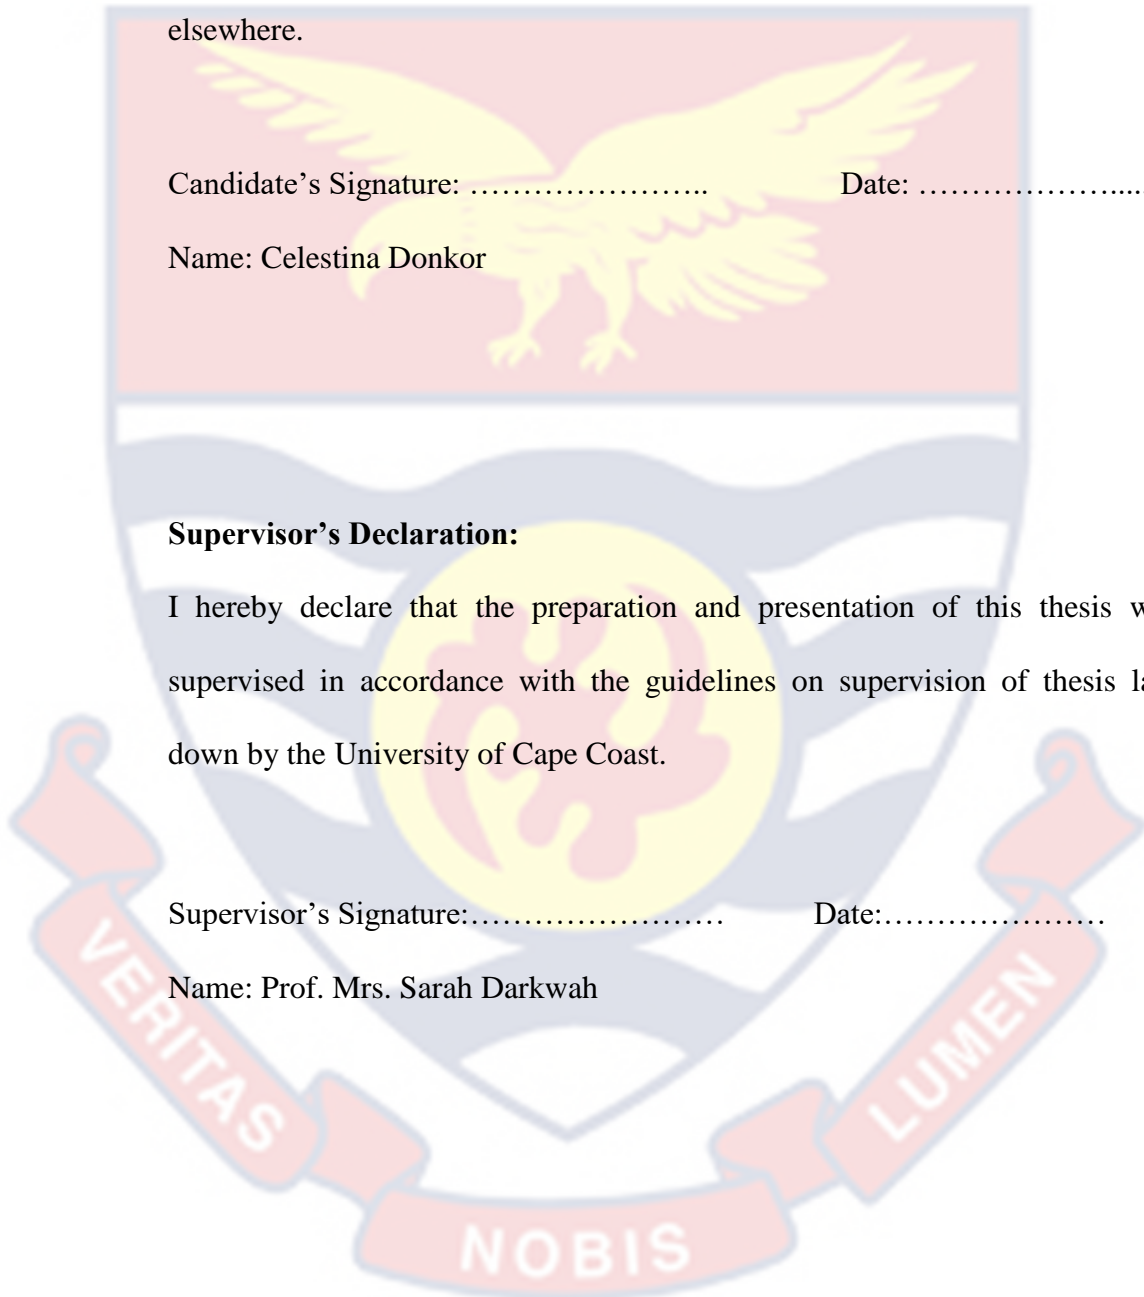 elsewhere.
Candidate’s Signature: ………………….. Date: ………………....
Name: Celestina Donkor
Supervisor’s Declaration:
I hereby declare that the preparation and presentation of this thesis w
supervised in accordance with the guidelines on supervision of thesis la
down by the University of Cape Coast.
Supervisor’s Signature:…………………… Date:…………………
Name: Prof. Mrs. Sarah Darkwah
VERITAS
NOBIS
LUMEN